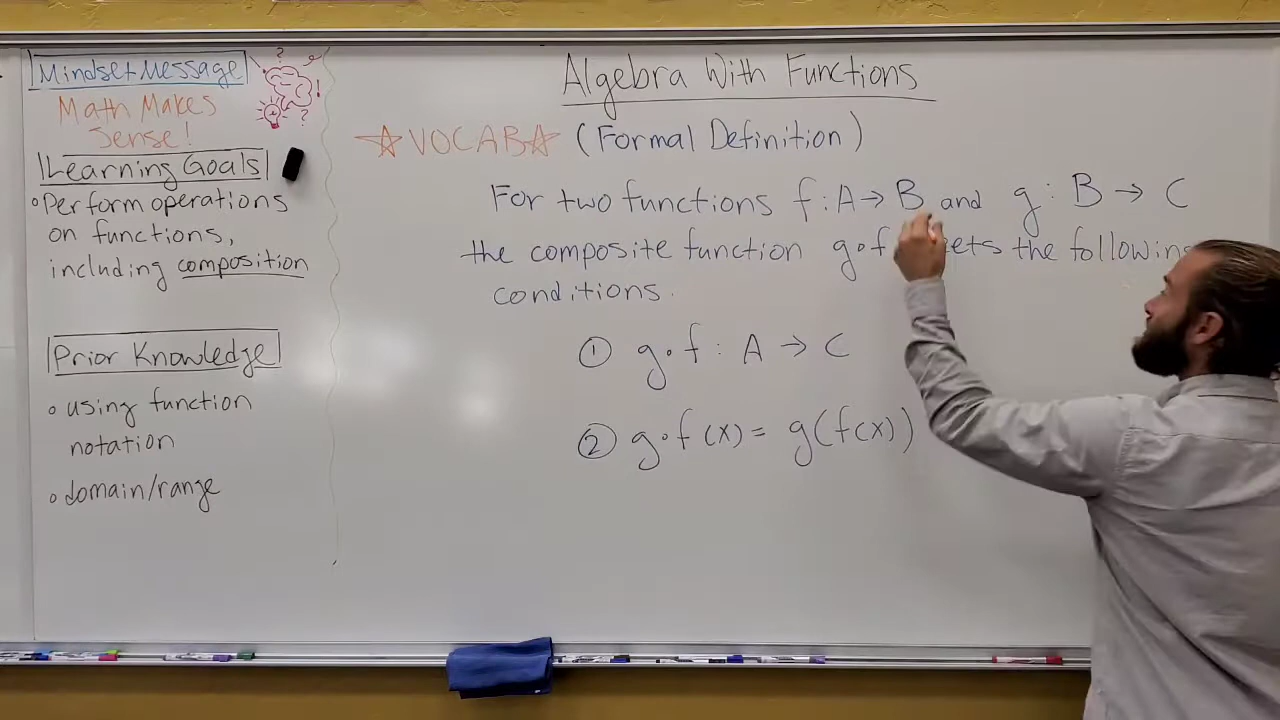 Mindset Message
Math Makes
Sense!
Learning Goals
Perform operations
on functions,
including composition
Prior Knowledge
using function
notation
domain/range
Algebra With Functions
☆VOCAB☆ (Formal Definition)
For two functions f:A→B and g:B→C
the composite function g∘f the following
conditions.
① g∘f : A → C
② g∘f(x) = g(f(x))